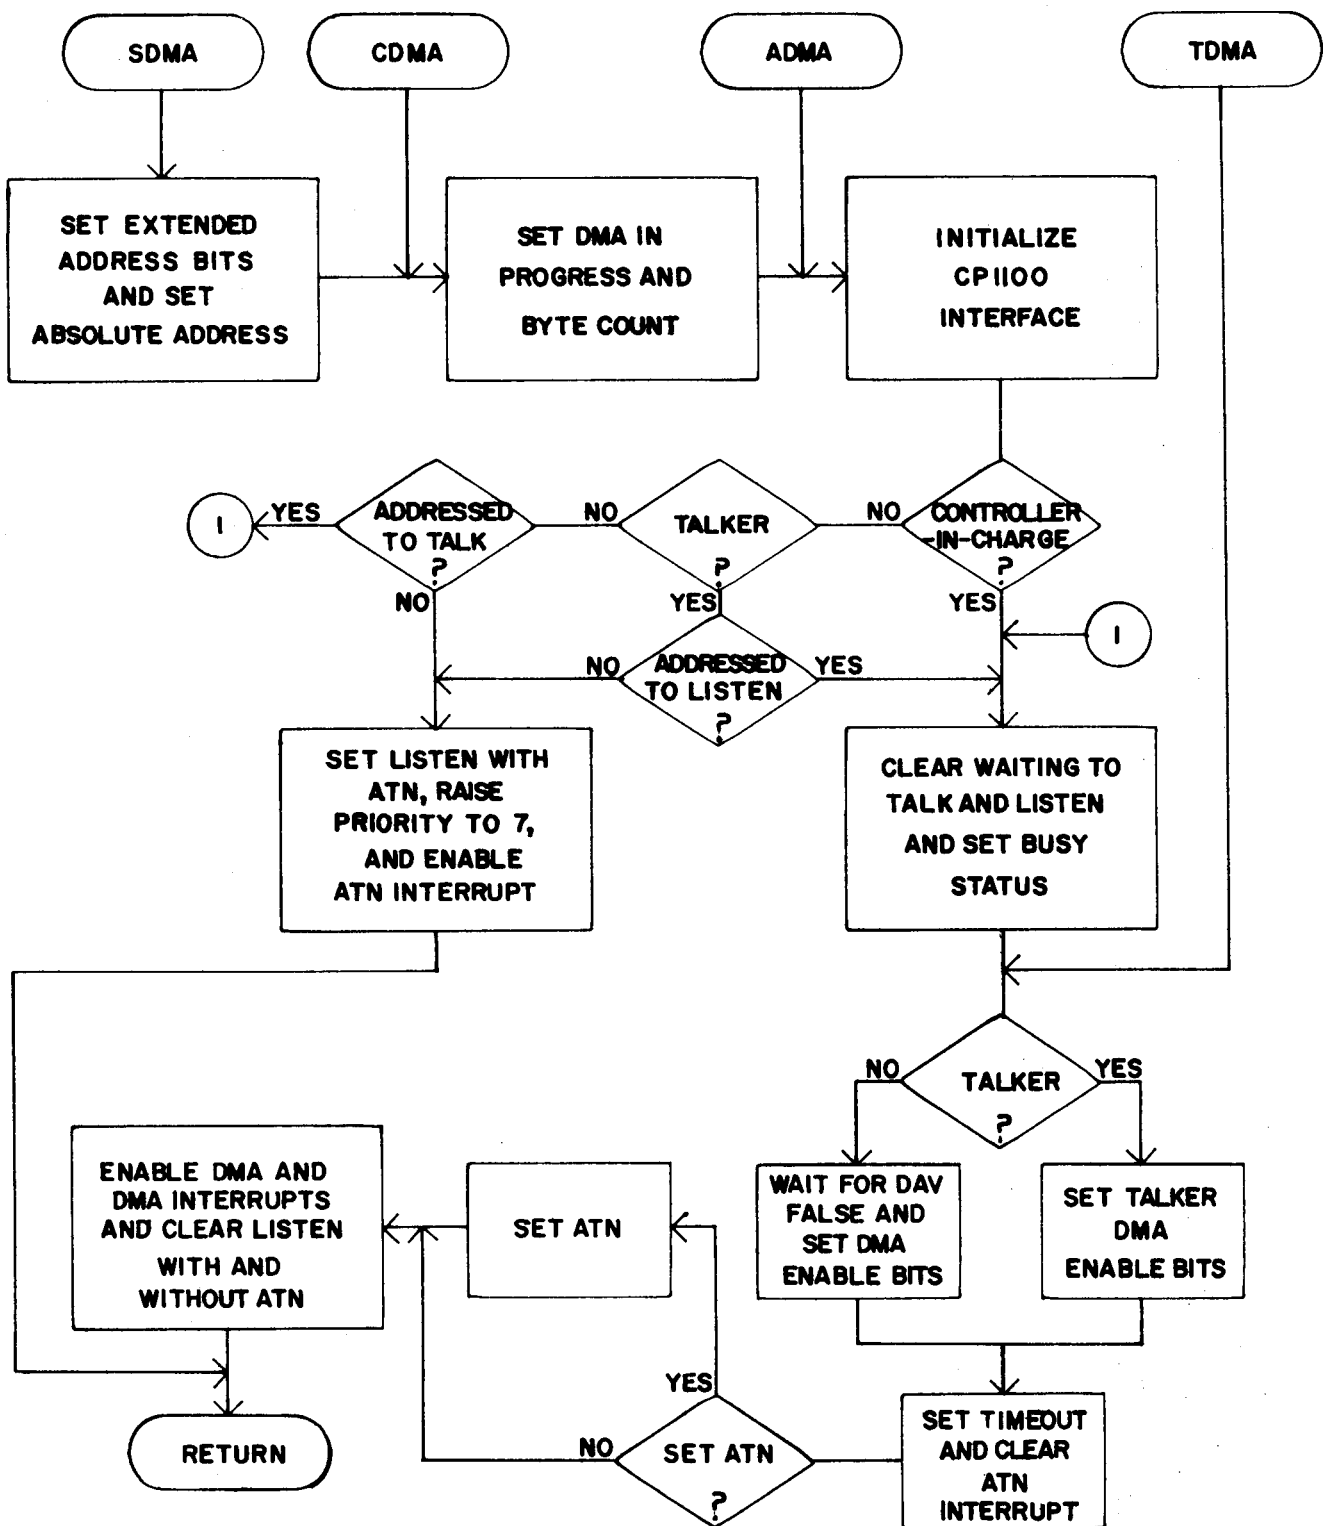 SDMA
CDMA
ADMA
TDMA
SET EXTENDED
ADDRESS BITS
AND SET
ABSOLUTE ADDRESS
SET DMA IN
PROGRESS AND
BYTE COUNT
INITIALIZE
CP1100
INTERFACE
1
YES
ADDRESSED
TO TALK
?
NO
NO
TALKER
?
YES
NO
CONTROLLER
-IN-CHARGE
?
YES
1
NO
ADDRESSED
TO LISTEN
?
YES
SET LISTEN WITH
ATN, RAISE
PRIORITY TO 7,
AND ENABLE
ATN INTERRUPT
CLEAR WAITING TO
TALK AND LISTEN
AND SET BUSY
STATUS
NO
TALKER
?
YES
ENABLE DMA AND
DMA INTERRUPTS
AND CLEAR LISTEN
WITH AND
WITHOUT ATN
SET ATN
WAIT FOR DAV
FALSE AND
SET DMA
ENABLE BITS
SET TALKER
DMA
ENABLE BITS
RETURN
YES
NO
SET ATN
?
SET TIMEOUT
AND CLEAR
ATN
INTERRUPT